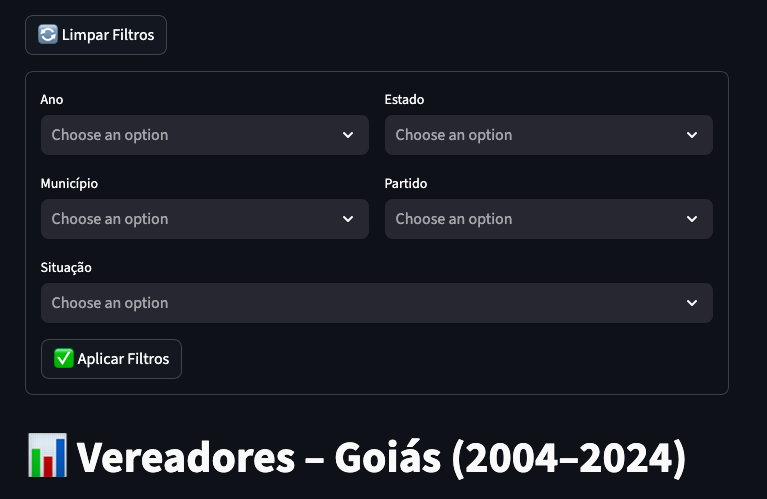 Limpar Filtros
Ano
Estado
Choose an option
Choose an option
Município
Partido
Choose an option
Choose an option
Situação
Choose an option
Aplicar Filtros
Vereadores – Goiás (2004–2024)